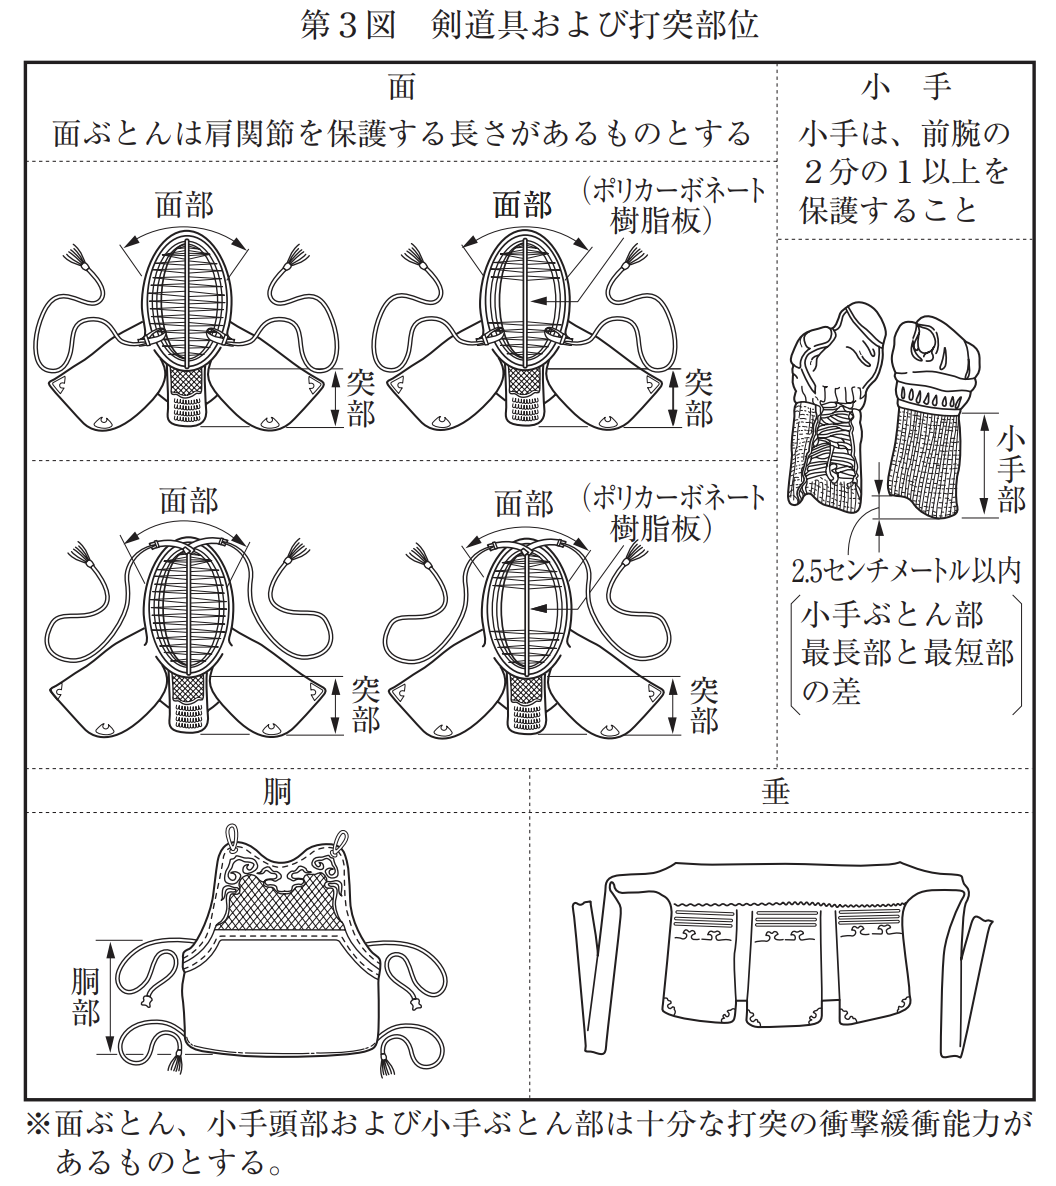 第３図　剣道具および打突部位
面
面ぶとんは肩関節を保護する長さがあるものとする
小　手
小手は、前腕の
２分の１以上を
保護すること
面部
突部
面部
(ポリカーボネート
樹脂板)
突部
面部
突部
面部
(ポリカーボネート
樹脂板)
突部
小手部
2.5センチメートル以内
小手ぶとん部
最長部と最短部
の差
胴
胴部
垂
※面ぶとん、小手頭部および小手ぶとん部は十分な打突の衝撃緩衝能力が
あるものとする。